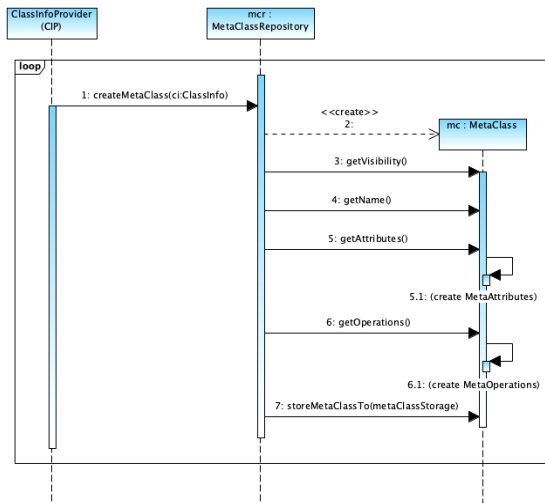 ClassInfoProvider
(CIP)
mcr :
MetaClassRepository
loop
1: createMetaClass(ci:ClassInfo)
<<create>>
2:
mc : MetaClass
3: getVisibility()
4: getName()
5: getAttributes()
5.1: (create MetaAttributes)
6: getOperations()
6.1: (create MetaOperations)
7: storeMetaClassTo(metaClassStorage)